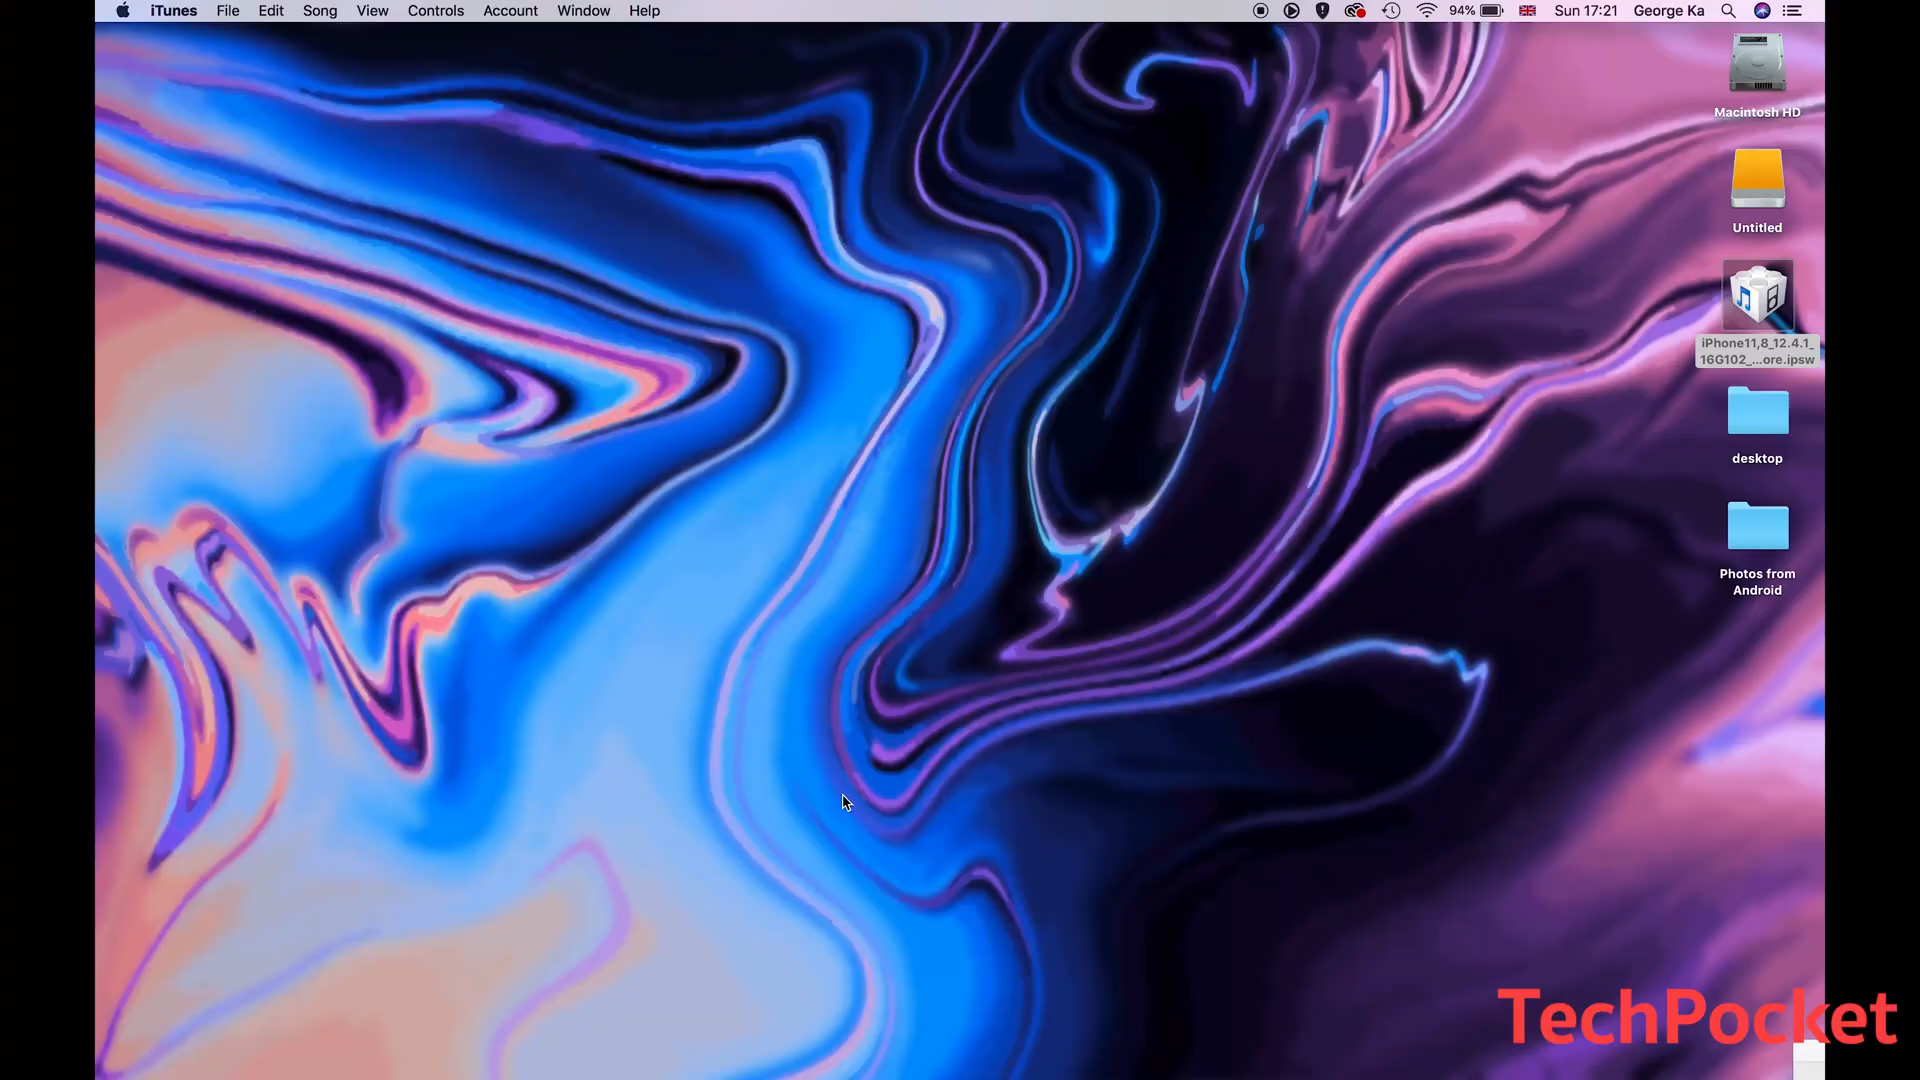 iTunes File Edit Song View Controls Account Window Help 94% Sun 17:21 George Ka
Macintosh HD
Untitled
iPhone11,8_12.4.1_
16G102_...ore.ipsw
desktop
Photos from
Android
TechPocket